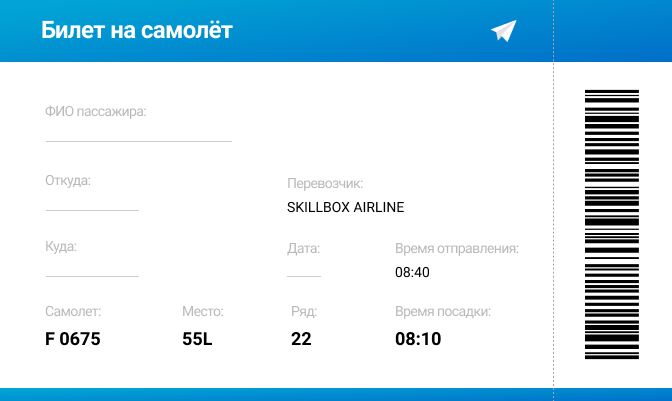 Билет на самолёт
ФИО пассажира:
Откуда:
Перевозчик:
SKILLBOX AIRLINE
Куда:
Дата:
Время отправления:
08:40
Самолет:
Место:
Ряд:
Время посадки:
F 0675
55L
22
08:10